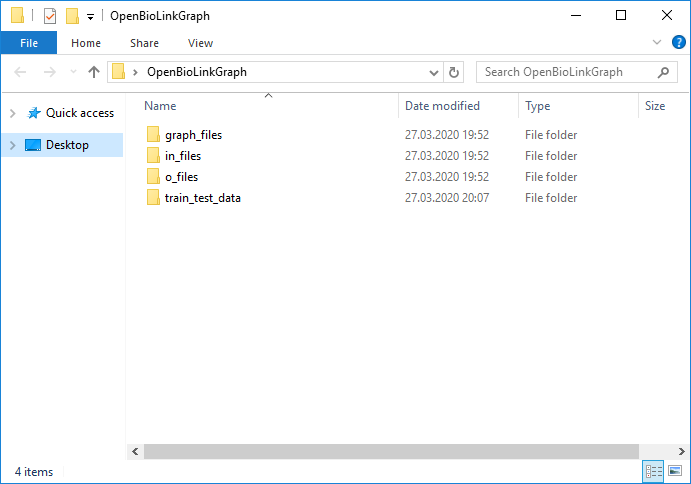 OpenBioLinkGraph
File Home Share View
OpenBioLinkGraph Search OpenBioLinkGraph
Quick access
Desktop
Name Date modified Type Size
graph_files 27.03.2020 19:52 File folder
in_files 27.03.2020 19:52 File folder
o_files 27.03.2020 19:52 File folder
train_test_data 27.03.2020 20:07 File folder
4 items